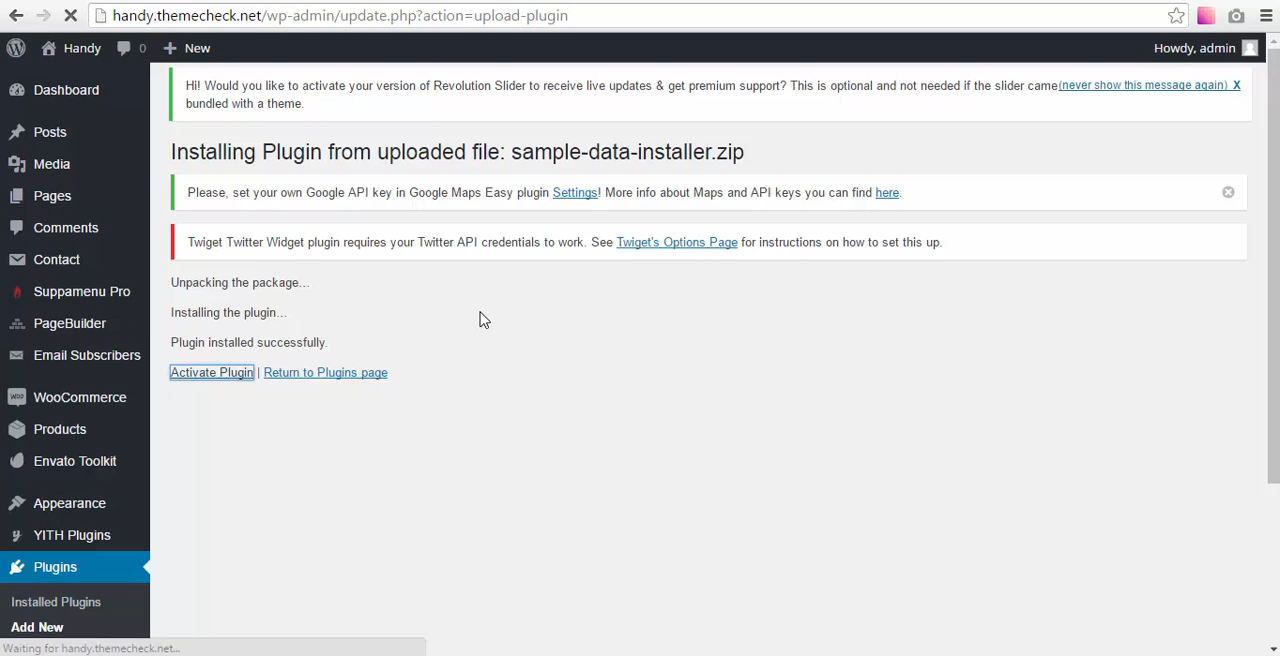 handy.themecheck.net/wp-admin/update.php?action=upload-plugin
Handy 0 New Howdy, admin
Dashboard
Posts
Media
Pages
Comments
Contact
Suppamenu Pro
PageBuilder
Email Subscribers
WOO WooCommerce
Products
Envato Toolkit
Appearance
YITH Plugins
Plugins
Installed Plugins
Add New
Hi! Would you like to activate your version of Revolution Slider to receive live updates & get premium support? This is optional and not needed if the slider came (never show this message again) X
bundled with a theme.
Installing Plugin from uploaded file: sample-data-installer.zip
Please, set your own Google API key in Google Maps Easy plugin Settings! More info about Maps and API keys you can find here.
Twiget Twitter Widget plugin requires your Twitter API credentials to work. See Twiget's Options Page for instructions on how to set this up.
Unpacking the package...
Installing the plugin...
Plugin installed successfully.
Activate Plugin | Return to Plugins page
Waiting for handy.themecheck.net...